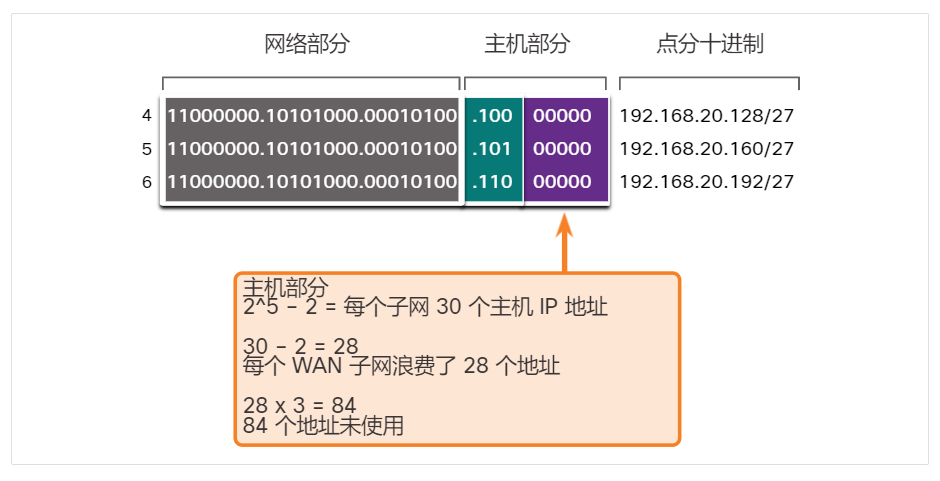 网络部分 主机部分 点分十进制
4 11000000.10101000.00010100 .100 00000 192.168.20.128/27
5 11000000.10101000.00010100 .101 00000 192.168.20.160/27
6 11000000.10101000.00010100 .110 00000 192.168.20.192/27
主机部分
2^5 – 2 = 每个子网 30 个主机 IP 地址
30 – 2 = 28
每个 WAN 子网浪费了 28 个地址
28 x 3 = 84
84 个地址未使用